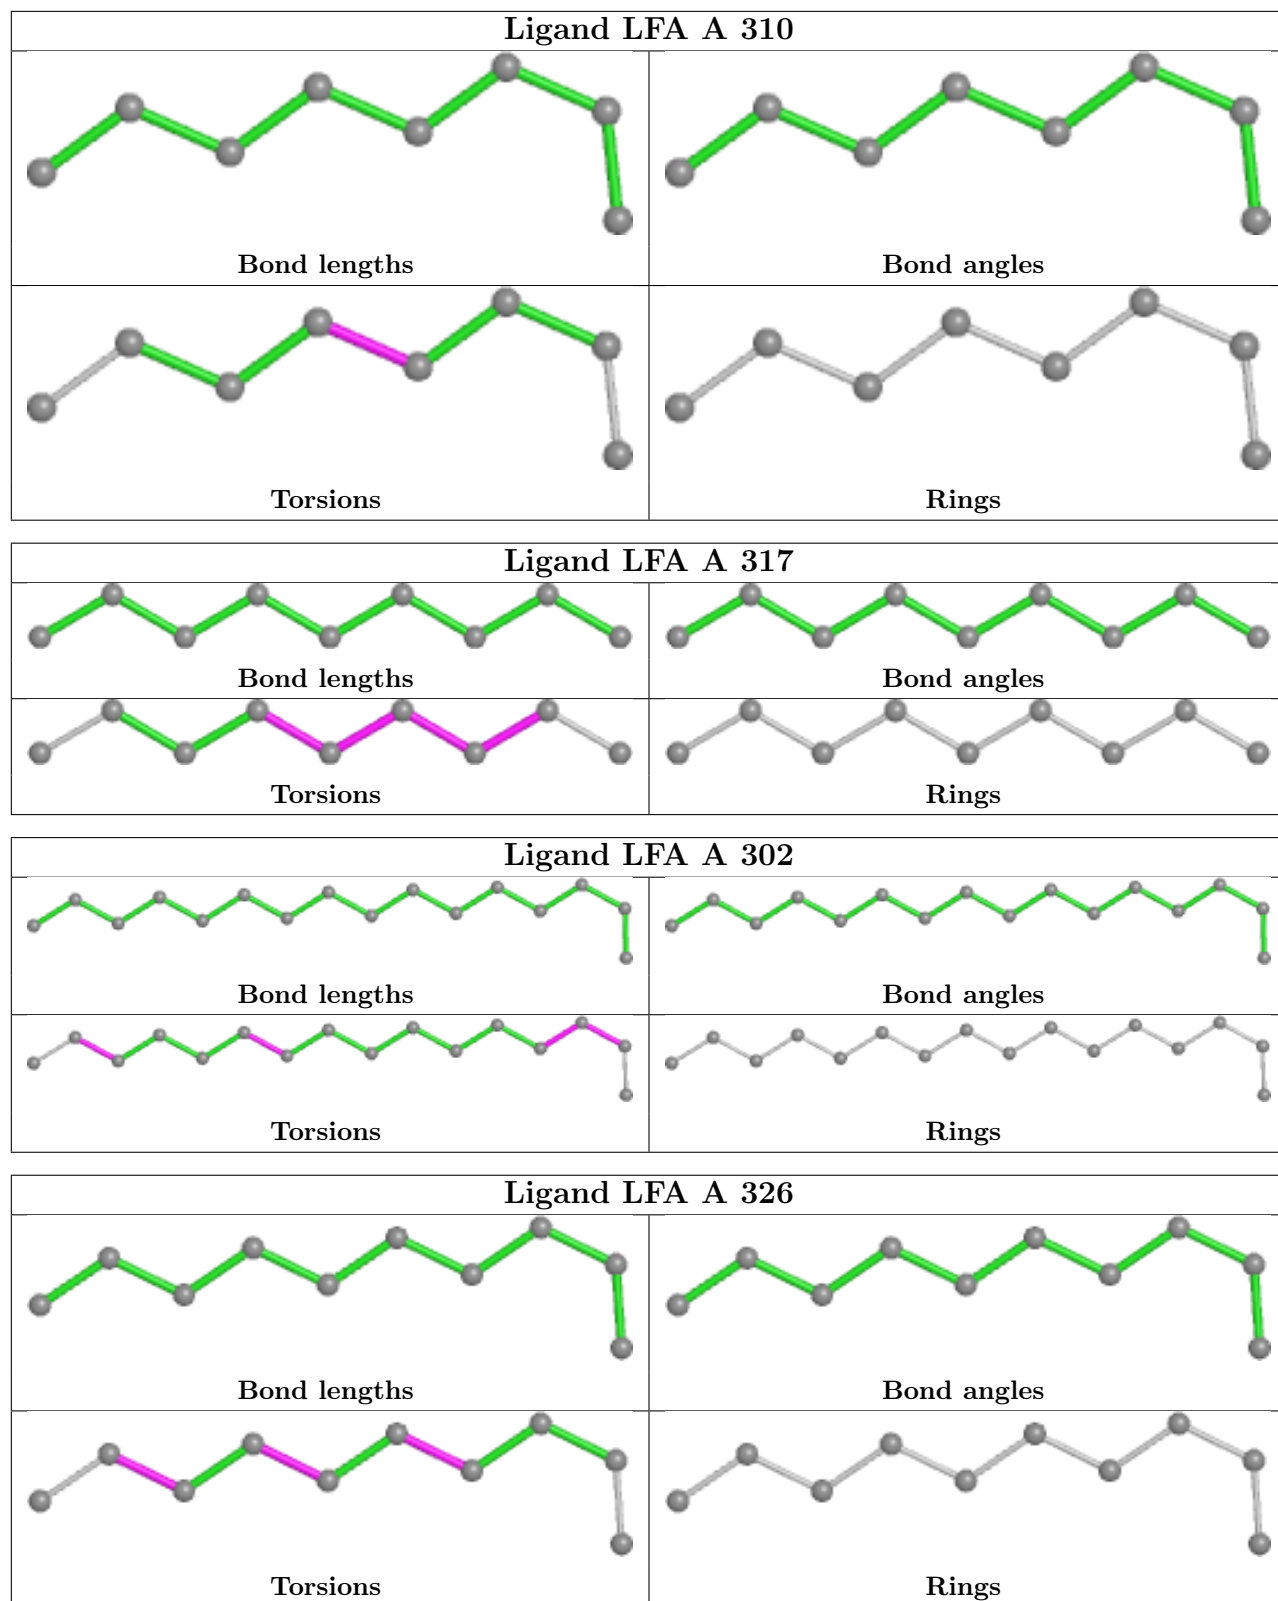 Ligand LFA A 310
Bond lengths
Bond angles
Torsions
Rings
Ligand LFA A 317
Bond lengths
Bond angles
Torsions
Rings
Ligand LFA A 302
Bond lengths
Bond angles
Torsions
Rings
Ligand LFA A 326
Bond lengths
Bond angles
Torsions
Rings